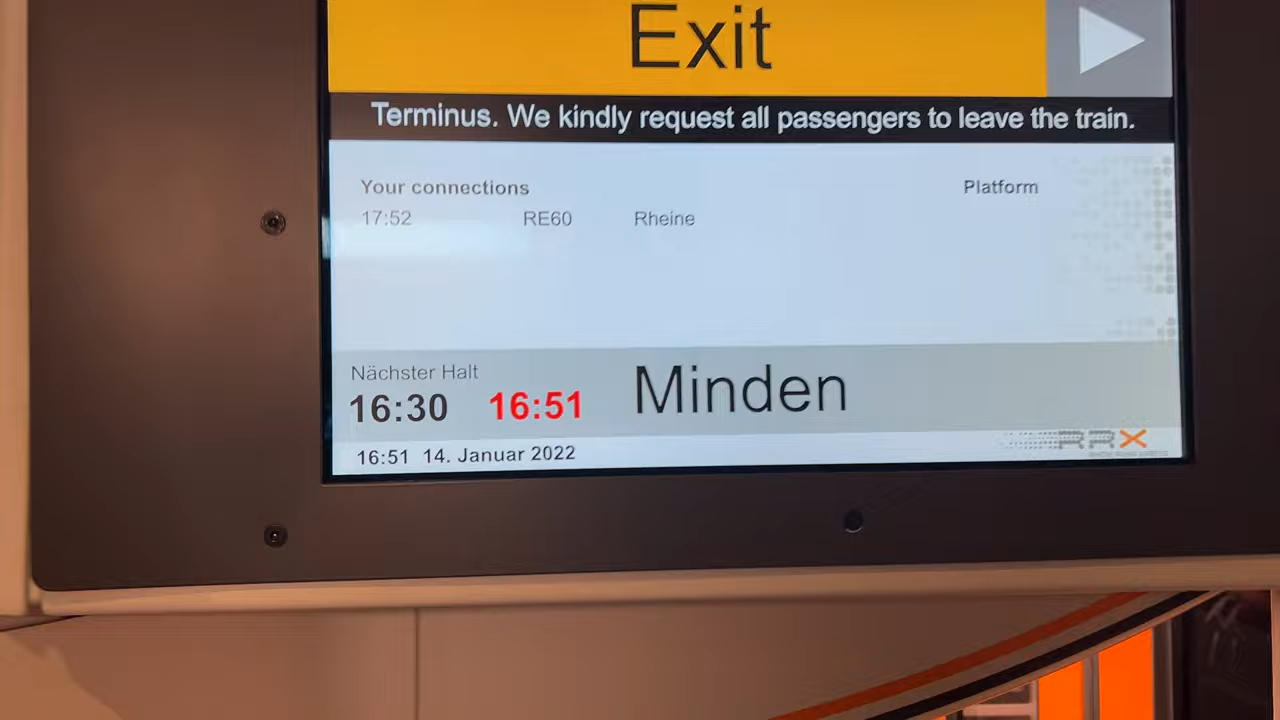 Exit
Terminus. We kindly request all passengers to leave the train.
Your connections Platform
17:52 RE60 Rheine
Nächster Halt
16:30 16:51 Minden
16:51 14. Januar 2022
RRX